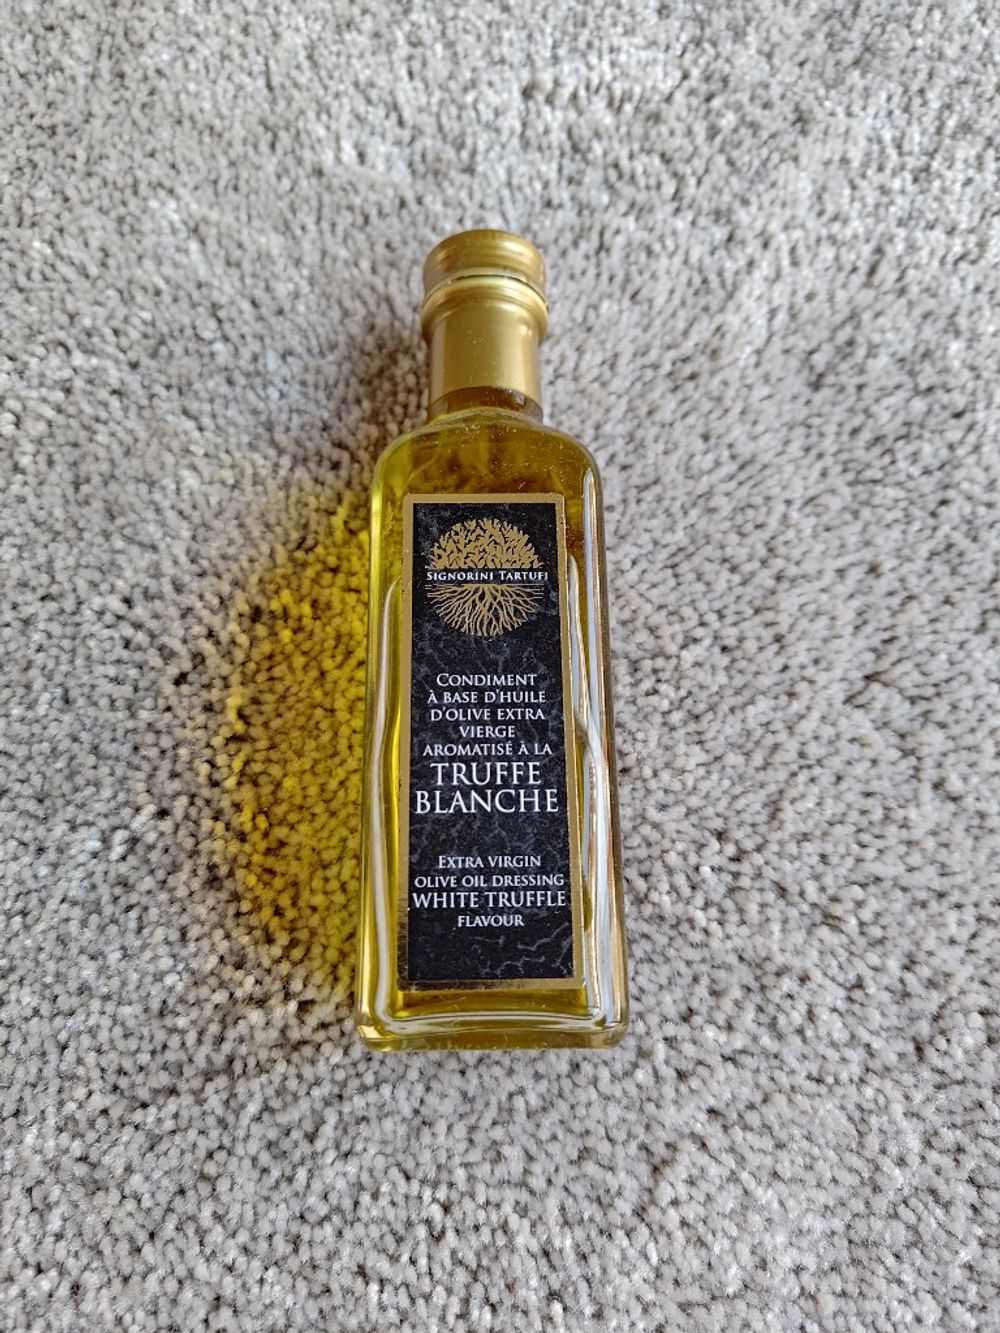 SIGNORINI TARTUFI
CONDIMENT
À BASE D'HUILE
D'OLIVE EXTRA
VIERGE
AROMATISÉ À LA
TRUFFE
BLANCHE
EXTRA VIRGIN
OLIVE OIL DRESSING
WHITE TRUFFLE
FLAVOUR